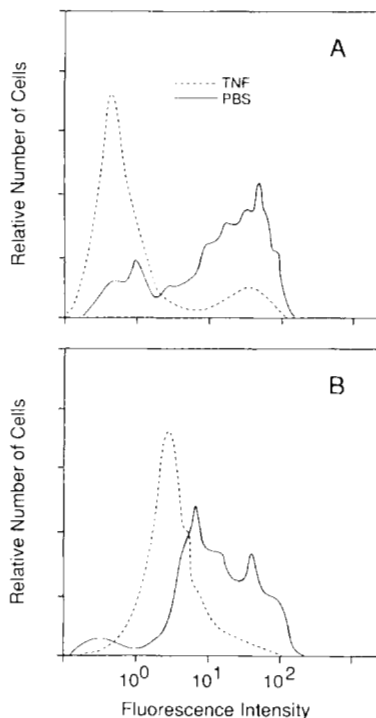 A
TNF
PBS
Relative Number of Cells
B
Relative Number of Cells
10⁰ 10¹ 10²
Fluorescence Intensity